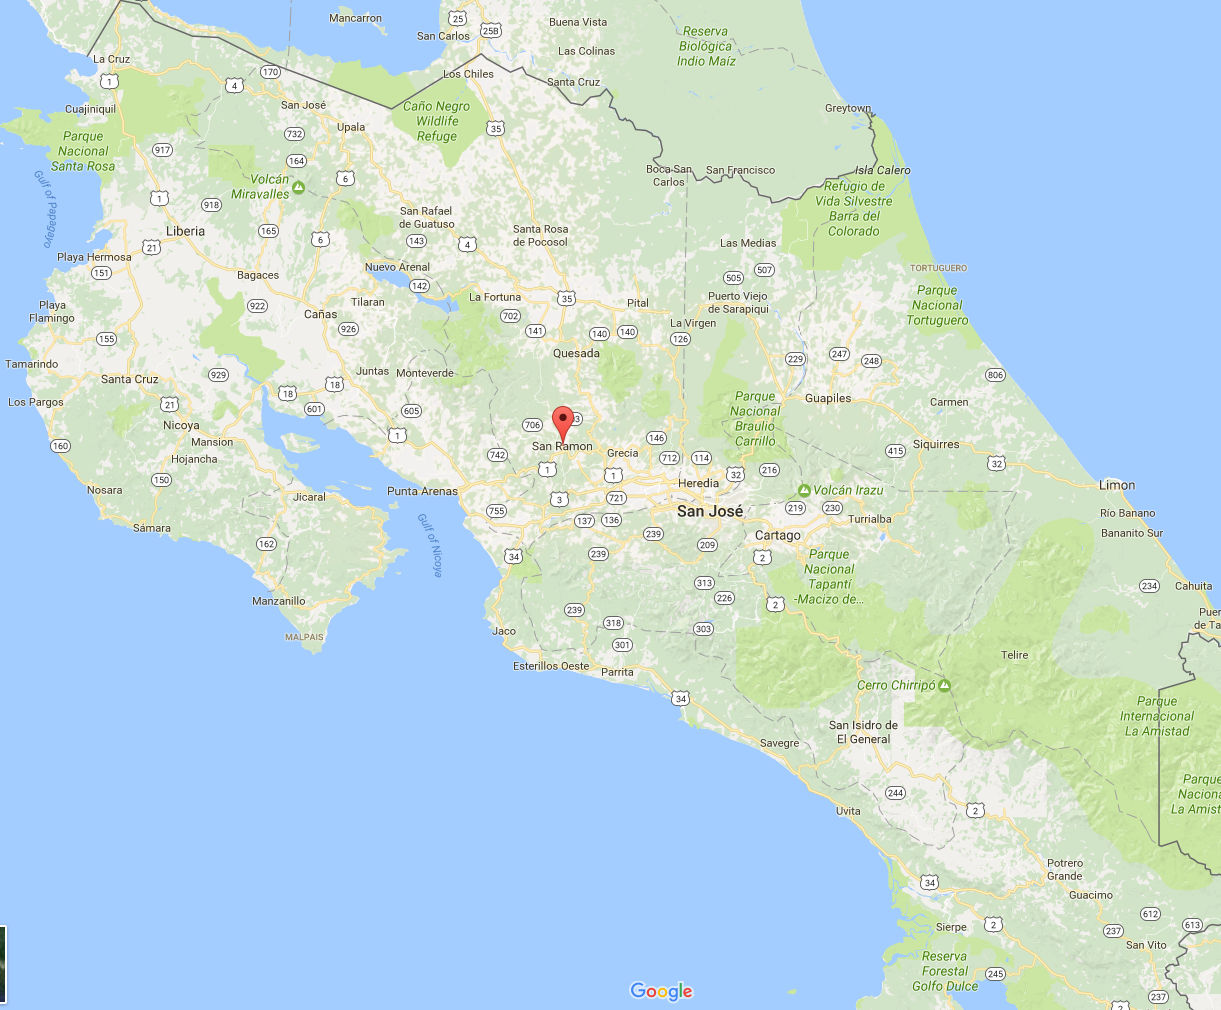 Mancarron
25
Buena Vista
25B
San Carlos
Reserva
Biológica
Indio Maíz
Las Colinas
La Cruz
170
Los Chiles
1
4
Santa Cruz
San José
Caño Negro
Wildlife
Refuge
Cuajiniquil
Greytown
Upala
35
732
Parque
Nacional
Santa Rosa
917
164
Boca San
Carlos
San Francisco
Isla Calero
Volcán
Miravalles
6
Refugio de
Vida Silvestre
Barra del
Colorado
1
918
Gulf of Papagayo
San Rafael
de Guatuso
Liberia
165
6
143
4
Santa Rosa
de Pocosol
21
Las Medias
Playa Hermosa
151
Bagaces
Nuevo Arenal
142
505
507
TORTUGUERO
Parque
Nacional
Tortuguero
Playa
Flamingo
922
Cañas
Tilaran
La Fortuna
35
Pital
Puerto Viejo
de Sarapiqui
702
926
141
140
140
La Virgen
126
155
Quesada
229
247
248
Tamarindo
Santa Cruz
929
Juntas
Monteverde
806
18
18
Los Pargos
21
601
605
Parque
Nacional
Braulio
Carrillo
Guapiles
Carmen
Nicoya
706
03
1
Mansion
160
San Ramon
146
Grecia
Siquirres
415
742
Hojancha
712
114
32
1
1
32
216
150
Heredia
Limon
Nosara
Jicaral
Punta Arenas
3
721
Volcán Irazu
San José
755
219
230
Río Banano
Sámara
Gulf of Nicoya
137
136
Turrialba
Bananito Sur
162
239
Cartago
209
34
239
2
Parque
Nacional
Tapantí
-Macizo de...
313
234
Cahuita
Manzanillo
226
2
239
Puer
de Ta
MALPAIS
Jaco
318
303
301
Telire
Esterillos Oeste
Parrita
Cerro Chirripó
34
Parque
Internacional
La Amistad
San Isidro de
El General
Savegre
Parque
Nacion
La Amist
244
Uvita
2
Potrero
Grande
34
Guacimo
612
Sierpe
2
237
613
San Vito
Reserva
Forestal
Golfo Dulce
245
Google
237
2